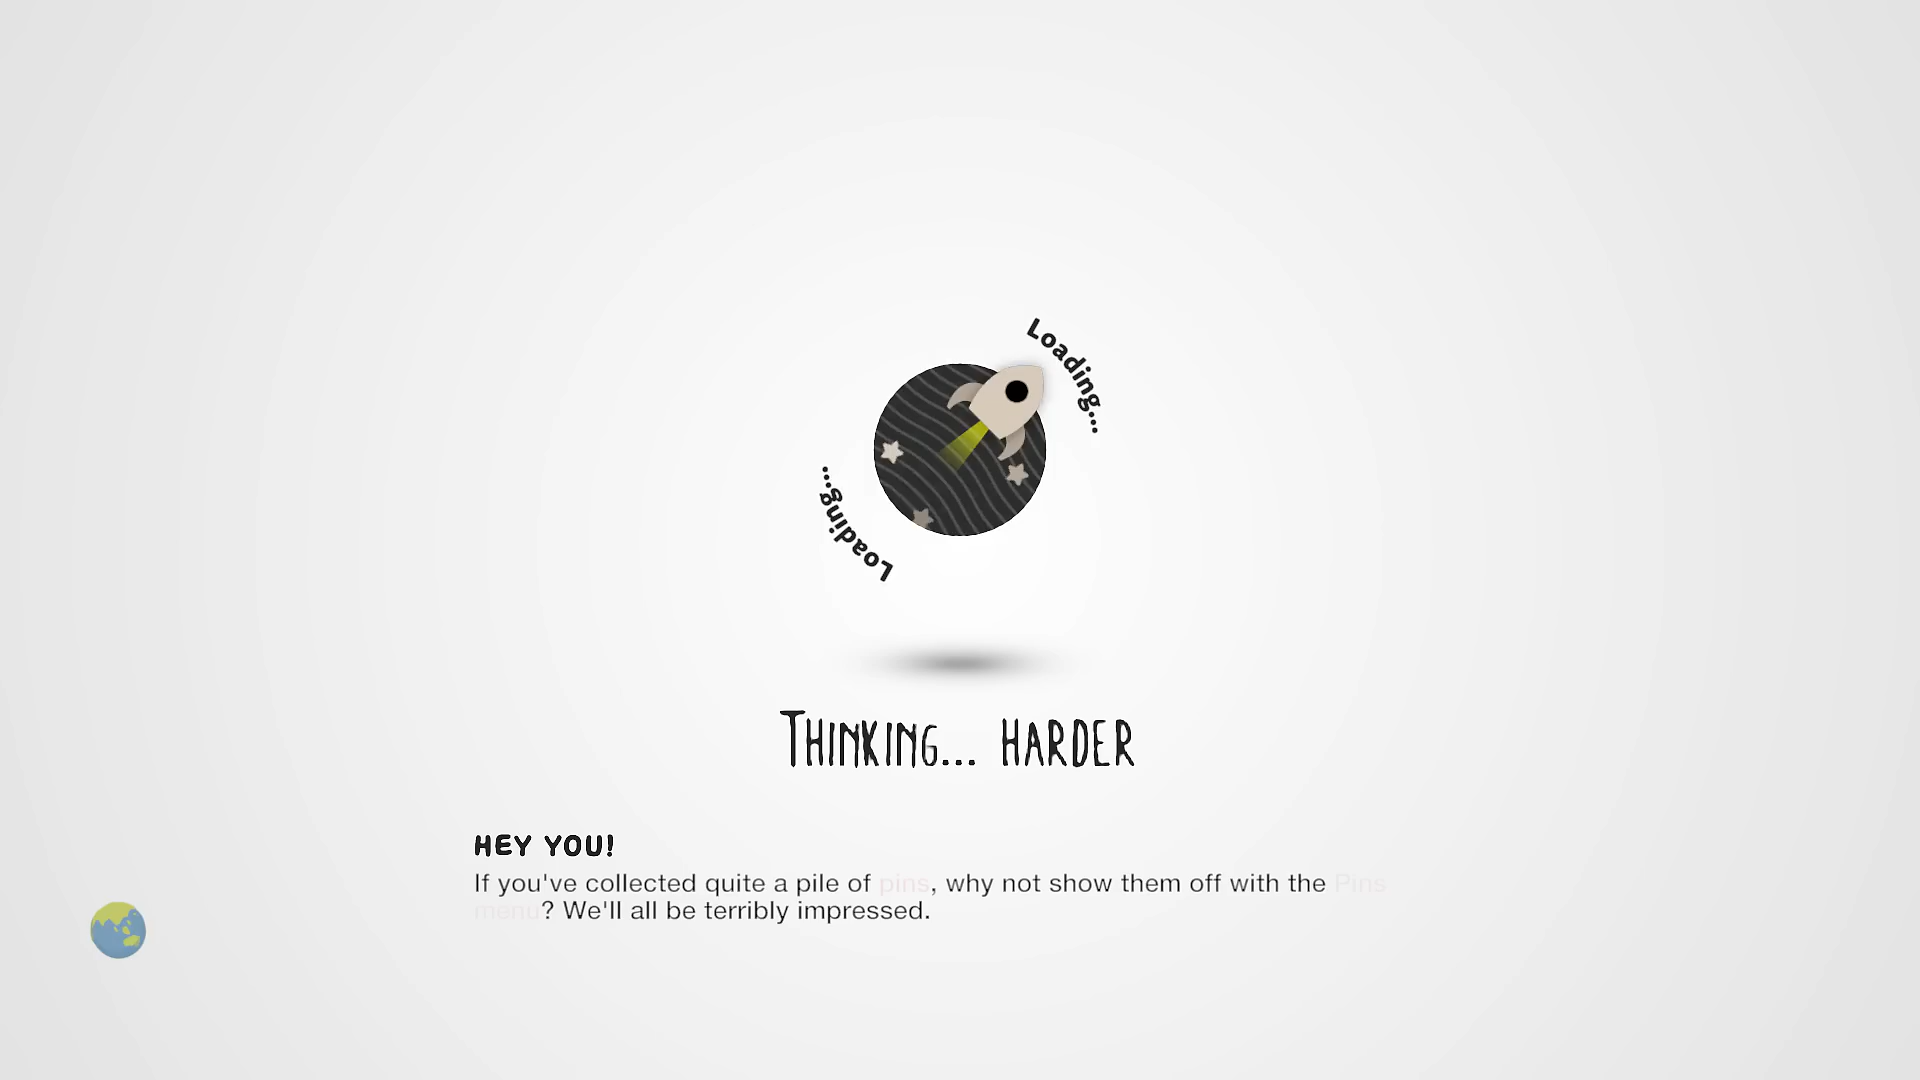 Loading...
Loading...
THINKING... HARDER
HEY YOU!
If you've collected quite a pile of pins, why not show them off with the Pins
menu? We'll all be terribly impressed.